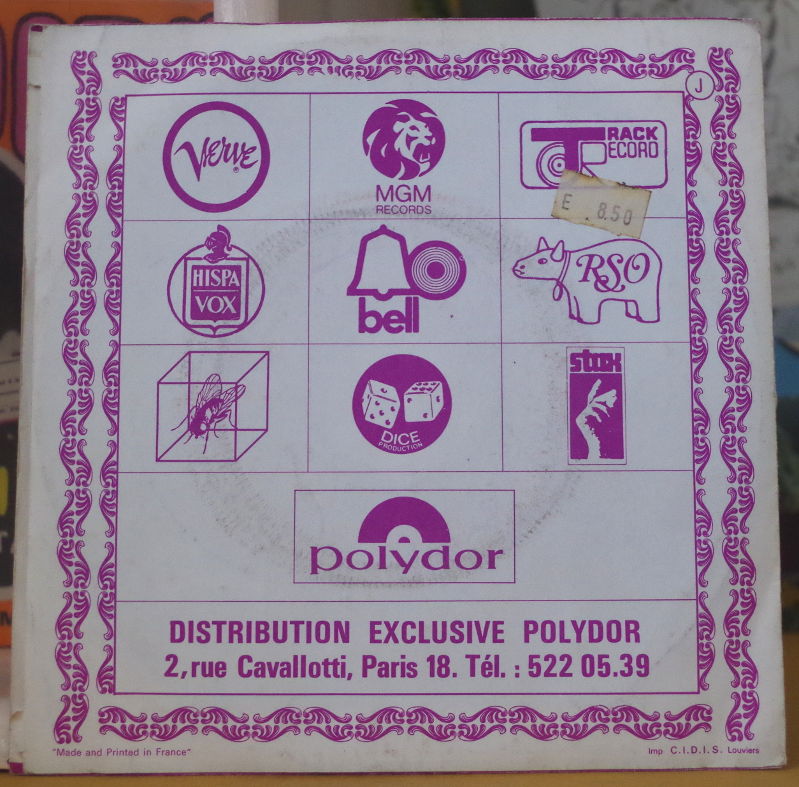 J
Verve
MGM
RECORDS
TRACK
RECORD
E 8.50
HISPA
VOX
bell
RSO
DICE
PRODUCTION
stax
polydor
DISTRIBUTION EXCLUSIVE POLYDOR
2, rue Cavallotti, Paris 18. Tél. : 522 05.39
"Made and Printed in France"
Imp C.I.D.I.S. Louviers